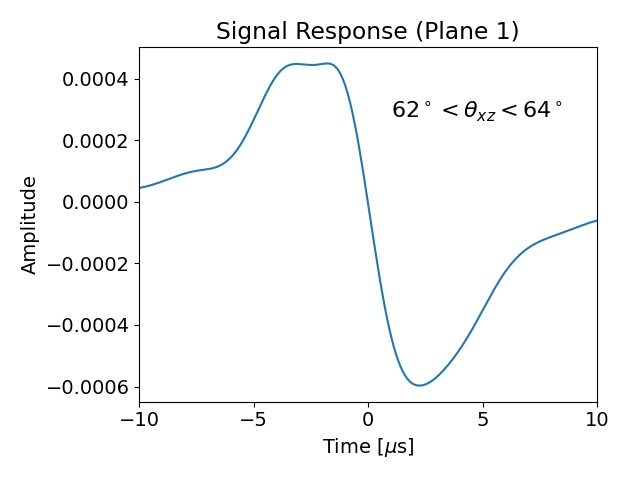 Signal Response (Plane 1)
62° < θxz < 64°
Amplitude
0.0004
0.0002
0.0000
−0.0002
−0.0004
−0.0006
−10
−5
0
5
10
Time [μs]